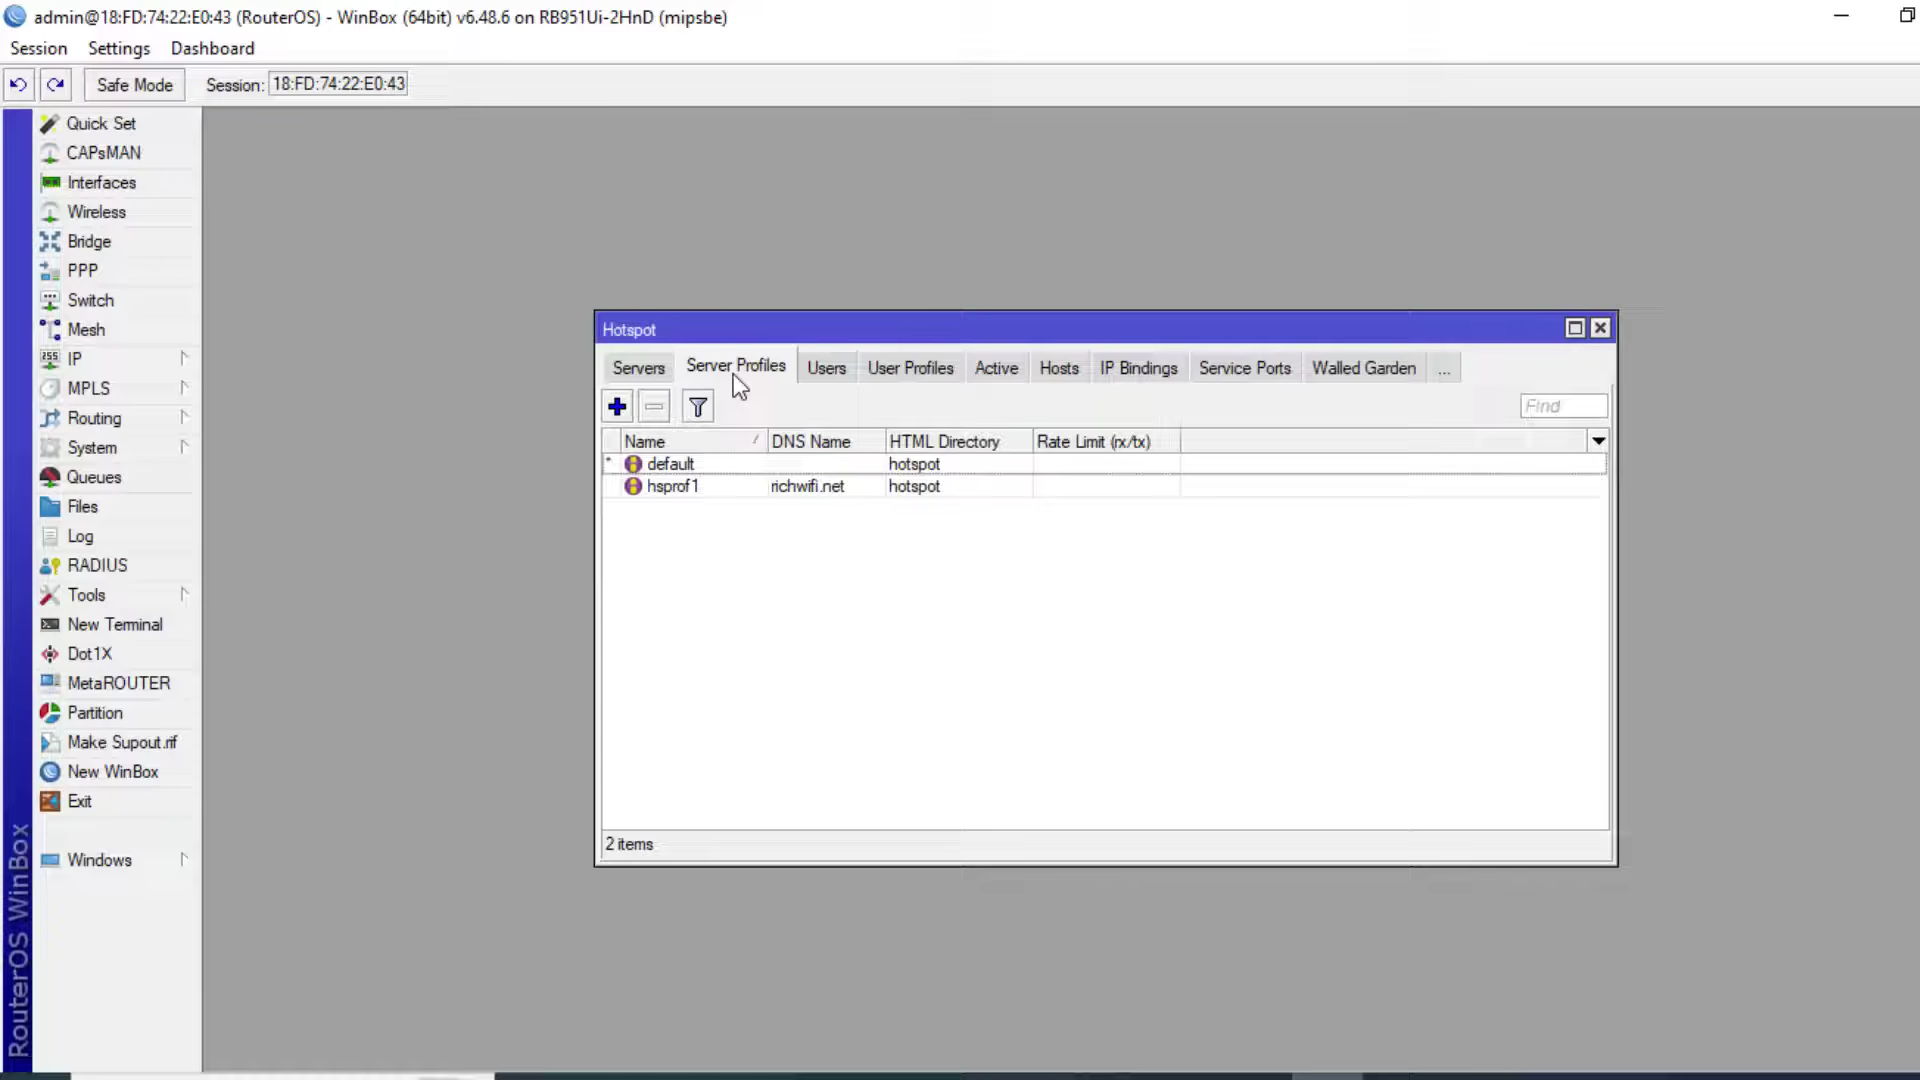 admin@18:FD:74:22:E0:43 (RouterOS) - WinBox (64bit) v6.48.6 on RB951Ui-2HnD (mipsbe)
Session Settings Dashboard
Safe Mode Session: 18:FD:74:22:E0:43
Quick Set
CAPsMAN
Interfaces
Wireless
Bridge
PPP
Switch
Mesh
IP
MPLS
Routing
System
Queues
Files
Log
RADIUS
Tools
New Terminal
Dot1X
MetaROUTER
Partition
Make Supout.rif
New WinBox
Exit
Windows
RouterOS WinBox
Hotspot
Servers Server Profiles Users User Profiles Active Hosts IP Bindings Service Ports Walled Garden ...
Find
Name DNS Name HTML Directory Rate Limit (rx/tx)
* default hotspot
hsprof1 richwifi.net hotspot
2 items